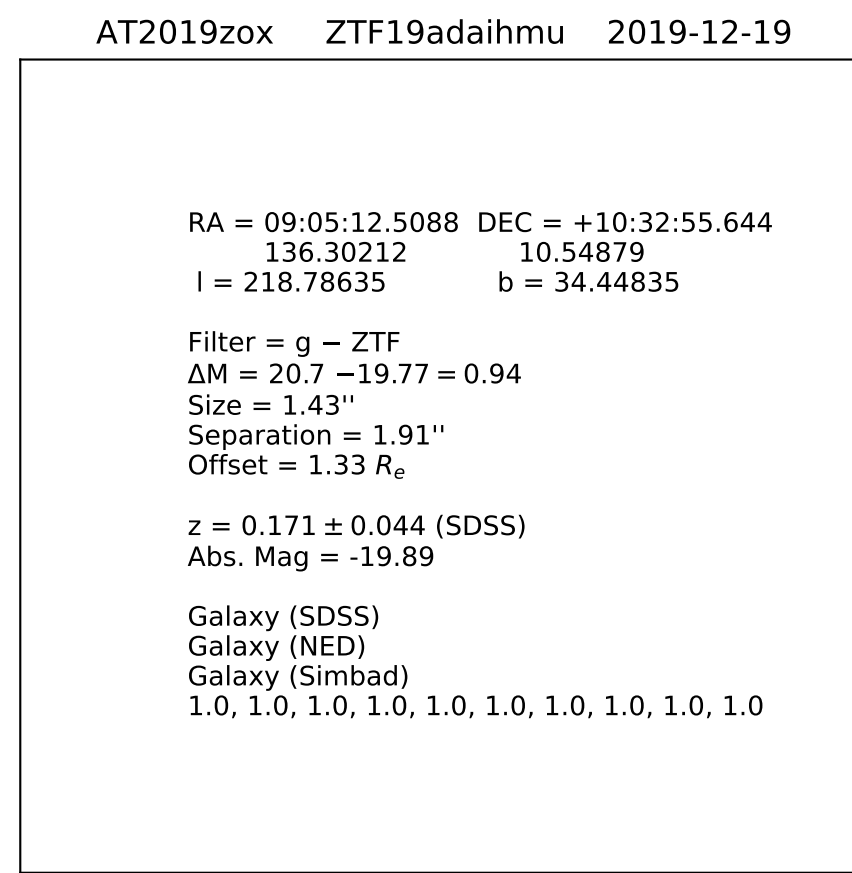 AT2019zox ZTF19adaihmu 2019-12-19
RA = 09:05:12.5088 DEC = +10:32:55.644
136.30212 10.54879
l = 218.78635 b = 34.44835
Filter = g − ZTF
ΔM = 20.7 −19.77 = 0.94
Size = 1.43''
Separation = 1.91''
Offset = 1.33 Re
z = 0.171 ± 0.044 (SDSS)
Abs. Mag = -19.89
Galaxy (SDSS)
Galaxy (NED)
Galaxy (Simbad)
1.0, 1.0, 1.0, 1.0, 1.0, 1.0, 1.0, 1.0, 1.0, 1.0